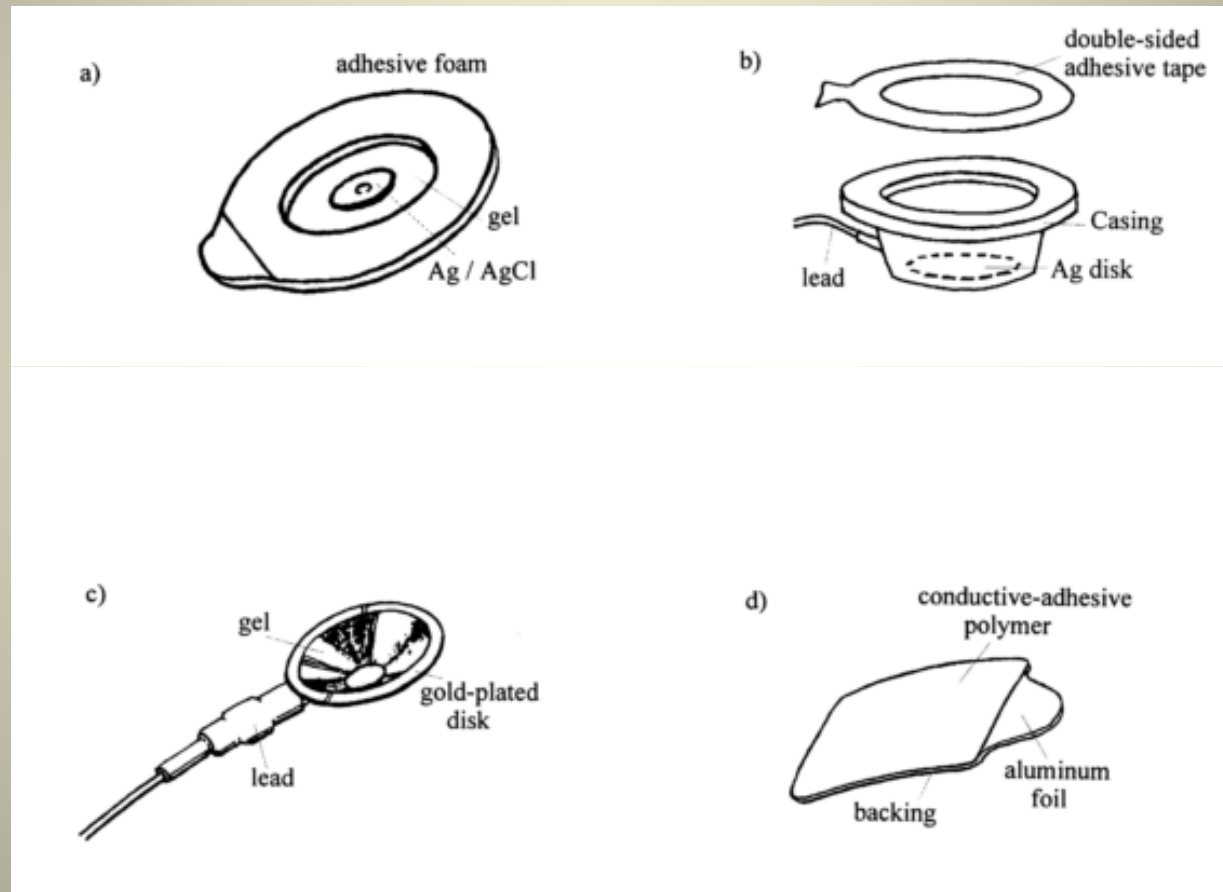 a)
adhesive foam
gel
Ag / AgCl
b)
double-sided
adhesive tape
Casing
lead
Ag disk
c)
gel
gold-plated
disk
lead
d)
conductive-adhesive
polymer
aluminum
foil
backing